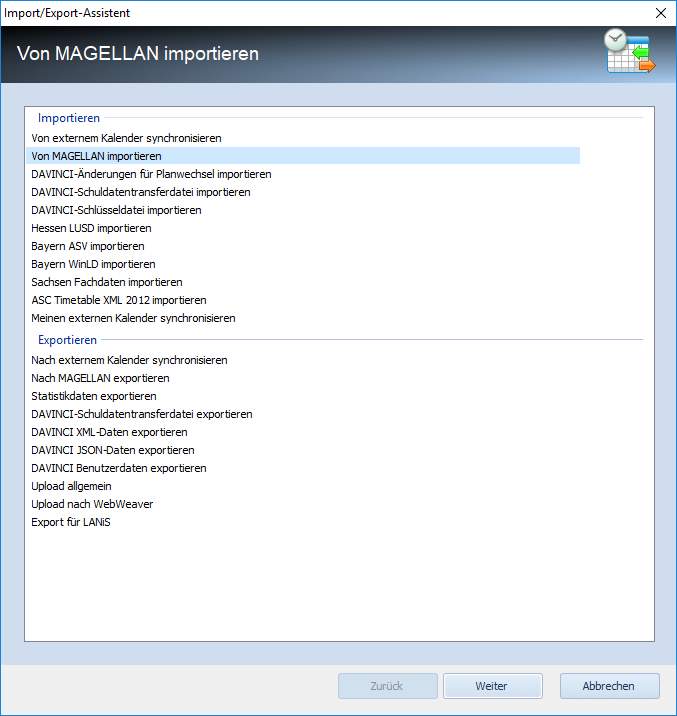 Import/Export-Assistent
Von MAGELLAN importieren
Importieren
Von externem Kalender synchronisieren
Von MAGELLAN importieren
DAVINCI-Änderungen für Planwechsel importieren
DAVINCI-Schuldatentransferdatei importieren
DAVINCI-Schlüsseldatei importieren
Hessen LUSD importieren
Bayern ASV importieren
Bayern WinLD importieren
Sachsen Fachdaten importieren
ASC Timetable XML 2012 importieren
Meinen externen Kalender synchronisieren
Exportieren
Nach externem Kalender synchronisieren
Nach MAGELLAN exportieren
Statistikdaten exportieren
DAVINCI-Schuldatentransferdatei exportieren
DAVINCI XML-Daten exportieren
DAVINCI JSON-Daten exportieren
DAVINCI Benutzerdaten exportieren
Upload allgemein
Upload nach WebWeaver
Export für LANiS
Zurück Weiter Abbrechen